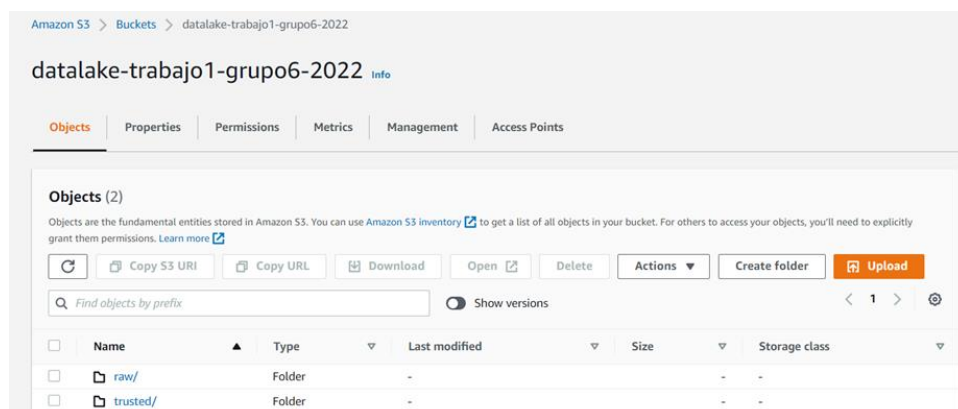 Amazon S3 > Buckets > datalake-trabajo1-grupo6-2022
datalake-trabajo1-grupo6-2022 Info
Objects Properties Permissions Metrics Management Access Points
Objects (2)
Objects are the fundamental entities stored in Amazon S3. You can use Amazon S3 inventory to get a list of all objects in your bucket. For others to access your objects, you'll need to explicitly
grant them permissions. Learn more
Copy S3 URI Copy URL Download Open Delete Actions Create folder Upload
Find objects by prefix Show versions < 1 >
Name Type Last modified Size Storage class
raw/ Folder - - -
trusted/ Folder - - -